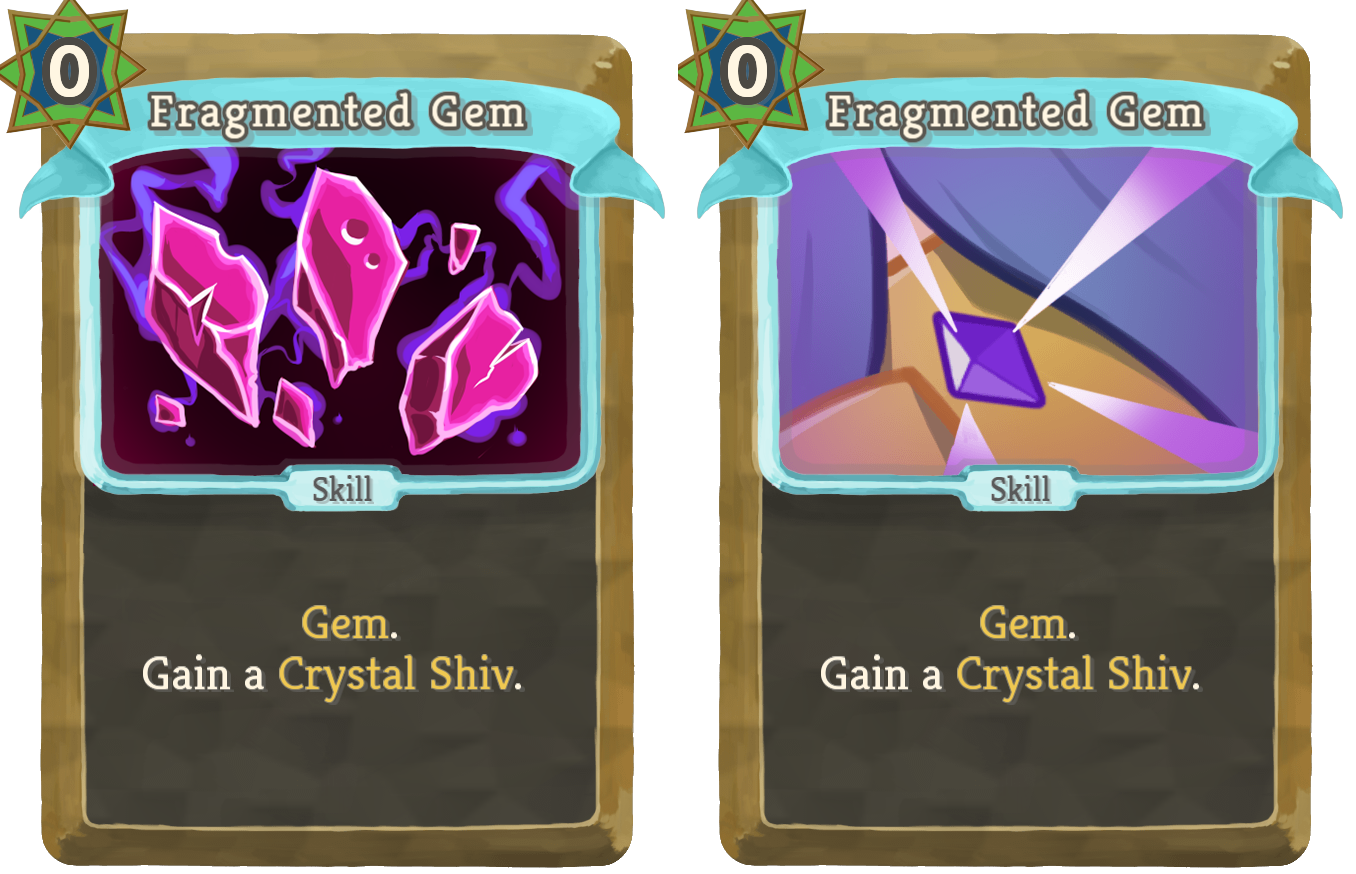 0
Fragmented Gem
Skill
Gem.
Gain a Crystal Shiv.
0
Fragmented Gem
Skill
Gem.
Gain a Crystal Shiv.